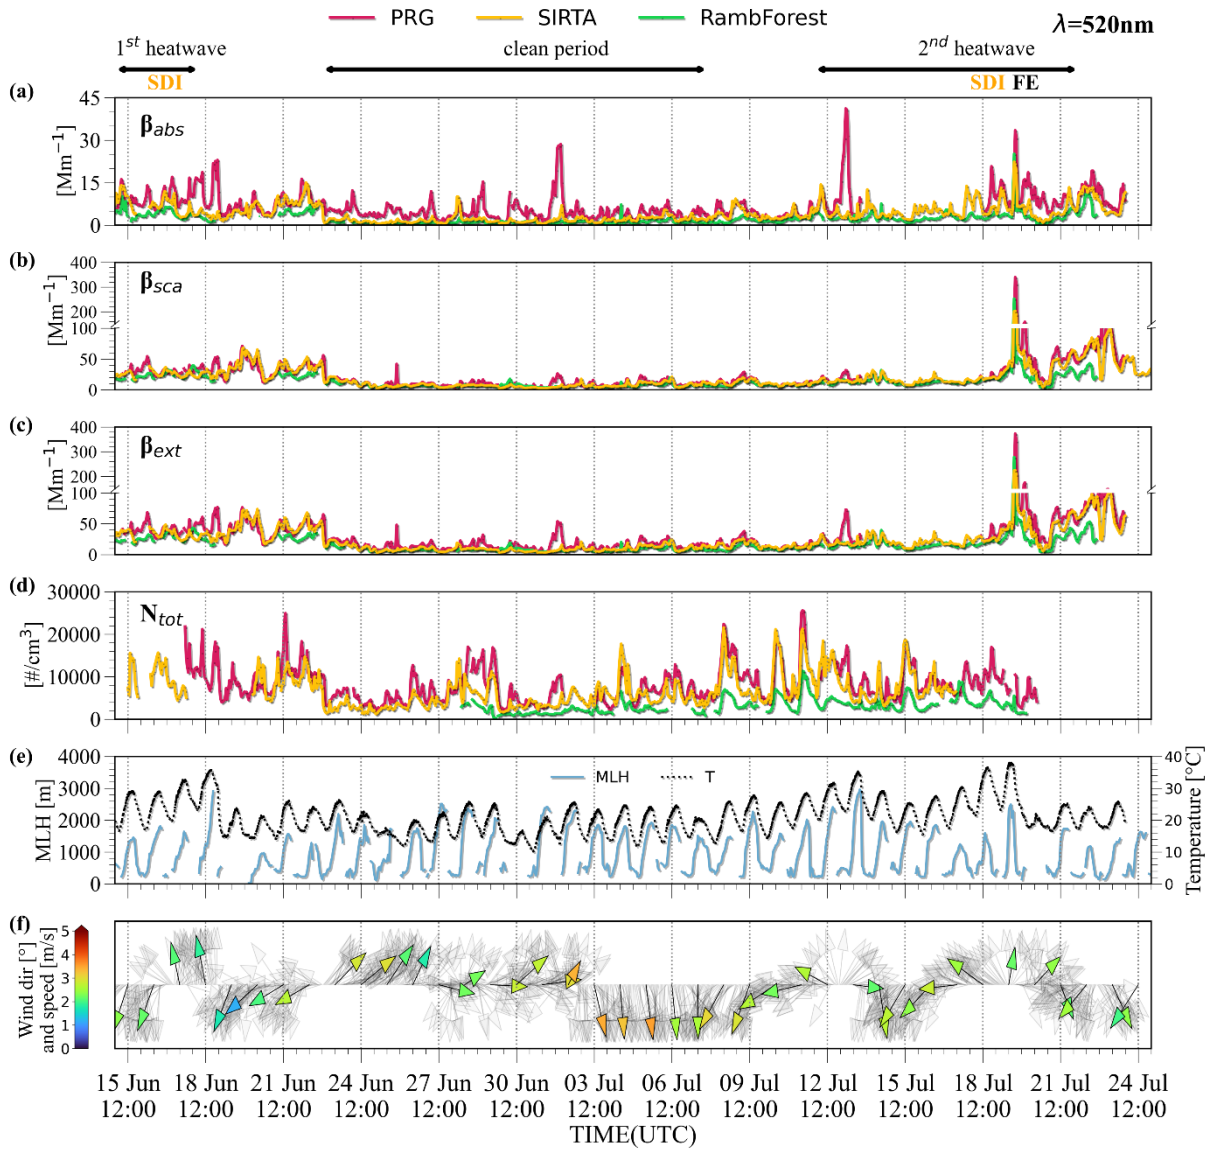 PRG SIRTA RambForest
λ=520nm
1st heatwave clean period 2nd heatwave
SDI SDI FE
(a)
βabs
[Mm−1]
45
30
15
0
(b)
βsca
[Mm−1]
400
300
200
100
50
0
(c)
βext
[Mm−1]
400
300
200
100
50
0
(d)
Ntot
[#/cm3]
30000
20000
10000
0
(e)
MLH T
MLH [m]
4000
3000
2000
1000
0
40
30
20
10
0
Temperature [°C]
(f)
Wind dir [°]
and speed [m/s]
5
4
3
2
1
0
15 Jun 18 Jun 21 Jun 24 Jun 27 Jun 30 Jun 03 Jul 06 Jul 09 Jul 12 Jul 15 Jul 18 Jul 21 Jul 24 Jul
12:00 12:00 12:00 12:00 12:00 12:00 12:00 12:00 12:00 12:00 12:00 12:00 12:00 12:00
TIME(UTC)